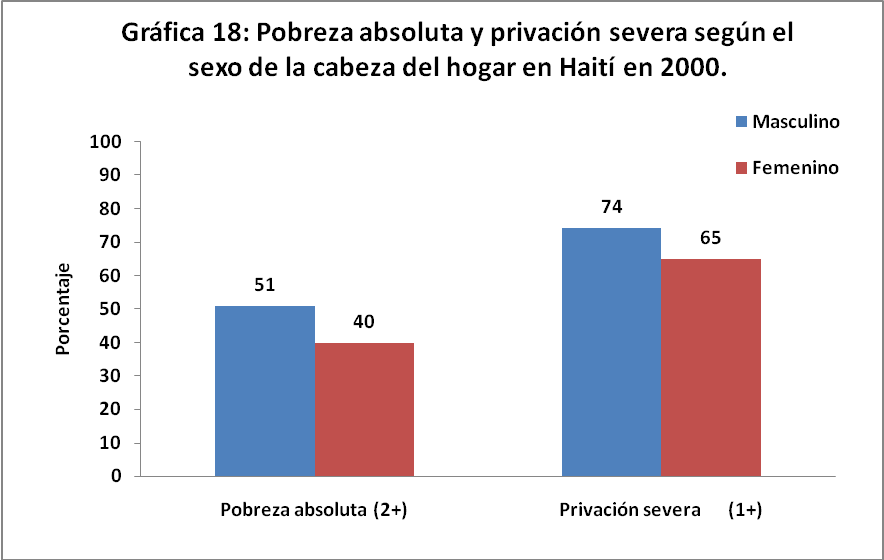 Gráfica 18: Pobreza absoluta y privación severa según el
sexo de la cabeza del hogar en Haití en 2000.
Masculino
Femenino
Porcentaje
100
90
80
70
60
50
40
30
20
10
0
51
40
74
65
Pobreza absoluta (2+)
Privación severa (1+)